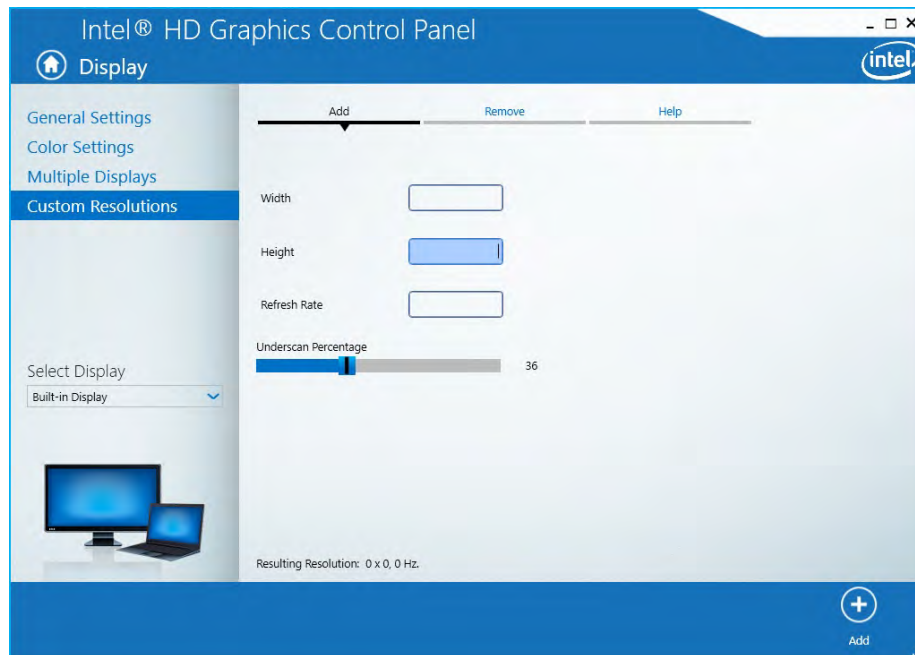 Intel® HD Graphics Control Panel
Display
intel
General Settings
Color Settings
Multiple Displays
Custom Resolutions
Select Display
Built-in Display
Add
Remove
Help
Width
Height
Refresh Rate
Underscan Percentage
36
Resulting Resolution: 0 x 0, 0 Hz.
Add